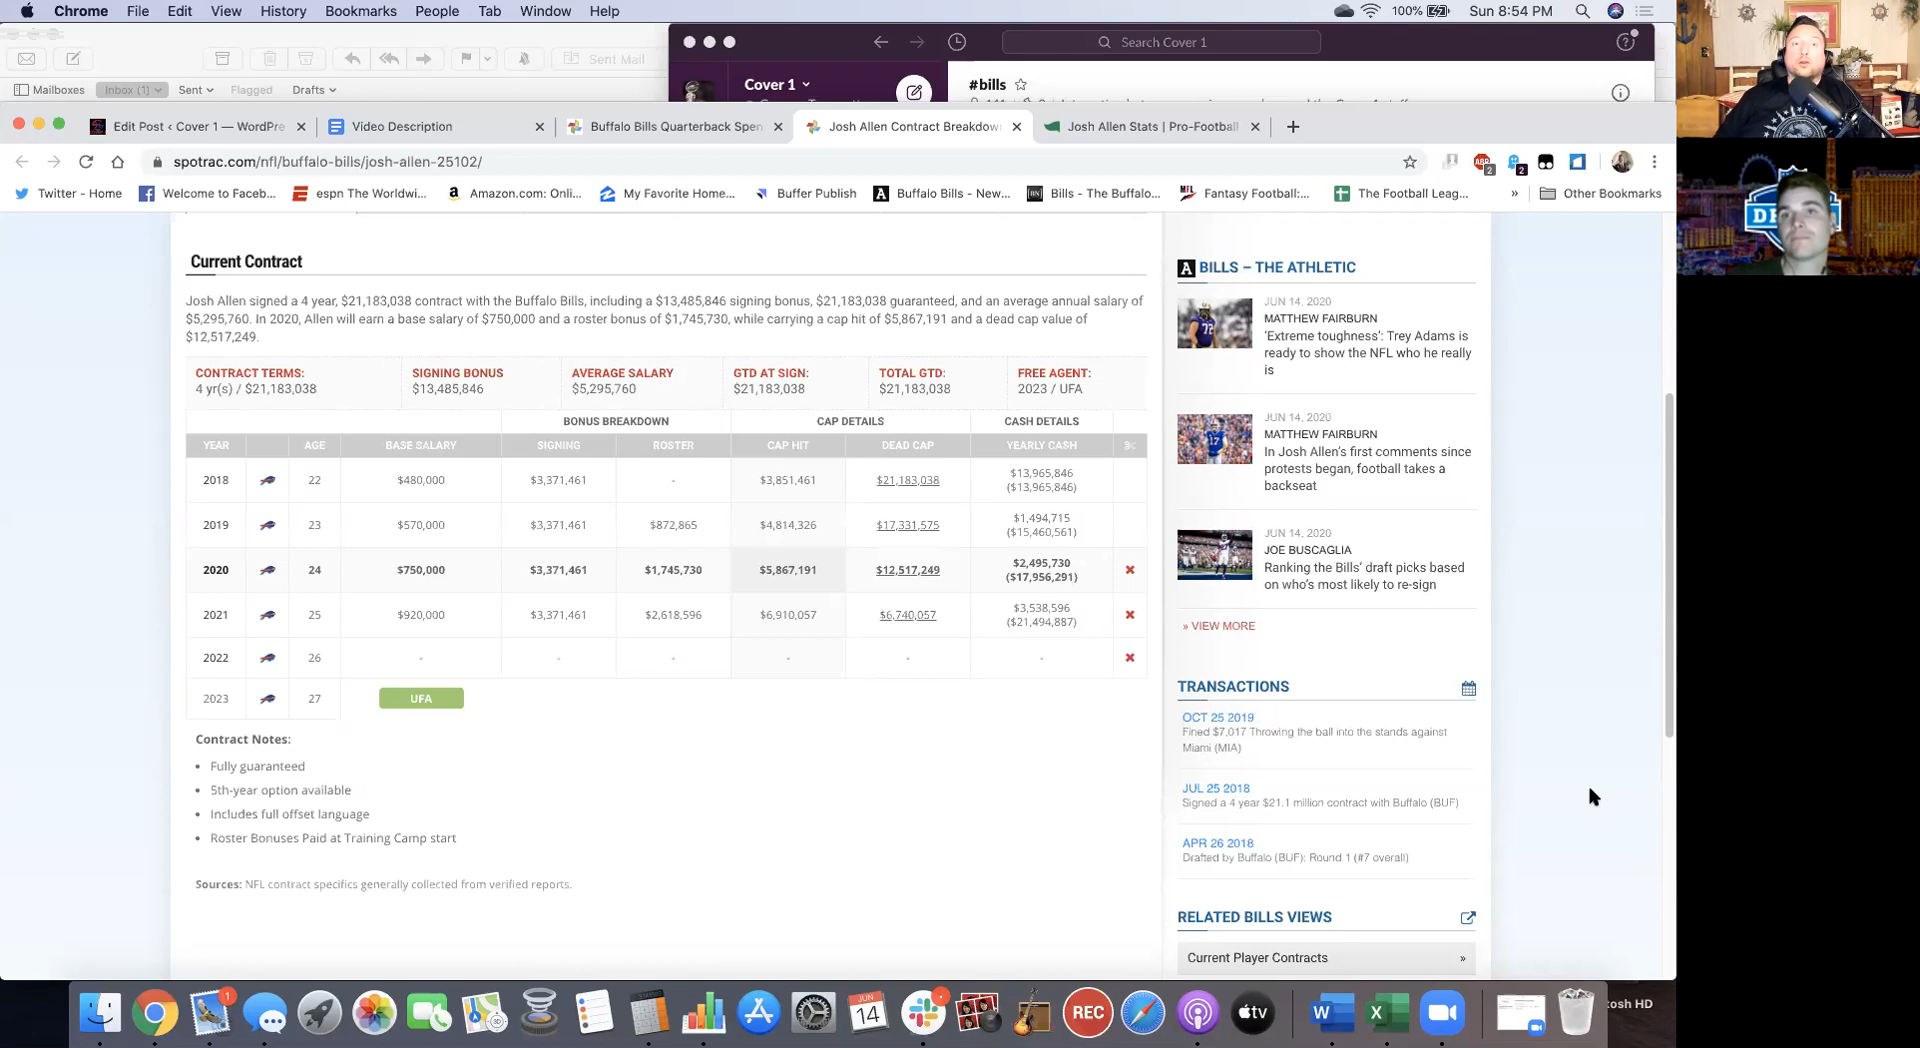 Chrome File Edit View History Bookmarks People Tab Window Help
100% Sun 8:54 PM
Search Cover 1
Sent Mail
Mailboxes Inbox (1) Sent Flagged Drafts
Cover 1
#bills
Edit Post ‹ Cover 1 — WordPre
Video Description
Buffalo Bills Quarterback Spen
Josh Allen Contract Breakdow
Josh Allen Stats | Pro-Football
spotrac.com/nfl/buffalo-bills/josh-allen-25102/
Twitter - Home
Welcome to Faceb...
espn The Worldwi...
Amazon.com: Onli...
My Favorite Home...
Buffer Publish
Buffalo Bills - New...
Bills - The Buffalo...
Fantasy Football:...
The Football Leag...
»
Other Bookmarks
Current Contract
Josh Allen signed a 4 year, $21,183,038 contract with the Buffalo Bills, including a $13,485,846 signing bonus, $21,183,038 guaranteed, and an average annual salary of
$5,295,760. In 2020, Allen will earn a base salary of $750,000 and a roster bonus of $1,745,730, while carrying a cap hit of $5,867,191 and a dead cap value of
$12,517,249.
CONTRACT TERMS: SIGNING BONUS AVERAGE SALARY GTD AT SIGN: TOTAL GTD: FREE AGENT:
4 yr(s) / $21,183,038 $13,485,846 $5,295,760 $21,183,038 $21,183,038 2023 / UFA
BONUS BREAKDOWN CAP DETAILS CASH DETAILS
YEAR AGE BASE SALARY SIGNING ROSTER CAP HIT DEAD CAP YEARLY CASH
2018 22 $480,000 $3,371,461 - $3,851,461 $21,183,038 $13,965,846
($13,965,846)
2019 23 $570,000 $3,371,461 $872,865 $4,814,326 $17,331,575 $1,494,715
($15,460,561)
2020 24 $750,000 $3,371,461 $1,745,730 $5,867,191 $12,517,249 $2,495,730
($17,956,291)
2021 25 $920,000 $3,371,461 $2,618,596 $6,910,057 $6,740,057 $3,538,596
($21,494,887)
2022 26 - - - - - -
2023 27 UFA
Contract Notes:
• Fully guaranteed
• 5th-year option available
• Includes full offset language
• Roster Bonuses Paid at Training Camp start
Sources: NFL contract specifics generally collected from verified reports.
BILLS – THE ATHLETIC
JUN 14, 2020
MATTHEW FAIRBURN
'Extreme toughness': Trey Adams is
ready to show the NFL who he really
is
JUN 14, 2020
MATTHEW FAIRBURN
In Josh Allen's first comments since
protests began, football takes a
backseat
JUN 14, 2020
JOE BUSCAGLIA
Ranking the Bills' draft picks based
on who's most likely to re-sign
» VIEW MORE
TRANSACTIONS
OCT 25 2019
Fined $7,017 Throwing the ball into the stands against
Miami (MIA)
JUL 25 2018
Signed a 4 year $21.1 million contract with Buffalo (BUF)
APR 26 2018
Drafted by Buffalo (BUF): Round 1 (#7 overall)
RELATED BILLS VIEWS
Current Player Contracts »
JUN
14
REC
tv
tosh HD